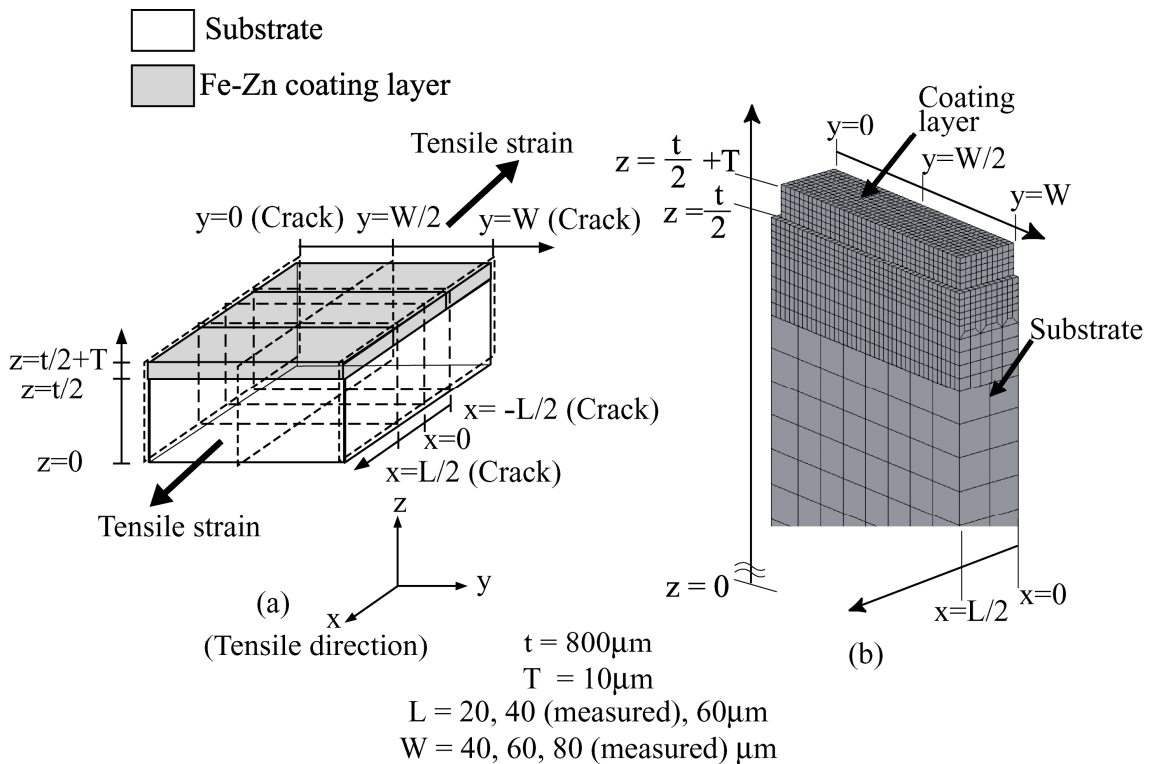 Substrate
Fe-Zn coating layer
Tensile strain
y=0 (Crack)
y=W/2
y=W (Crack)
z=t/2+T
z=t/2
z=0
x= -L/2 (Crack)
x=0
x=L/2 (Crack)
Tensile strain
z
y
x
(a)
(Tensile direction)
Coating
layer
y=0
y=W/2
y=W
z = t/2 +T
z = t/2
Substrate
z = 0
x=L/2
x=0
(b)
t = 800μm
T = 10μm
L = 20, 40 (measured), 60μm
W = 40, 60, 80 (measured) μm